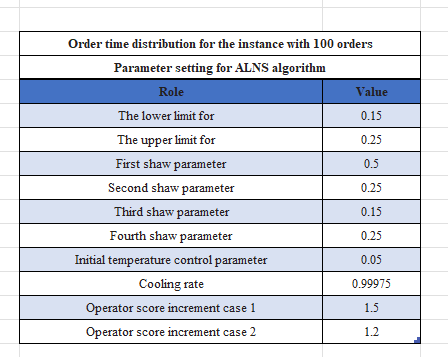 Order time distribution for the instance with 100 orders
Parameter setting for ALNS algorithm
Role Value
The lower limit for 0.15
The upper limit for 0.25
First shaw parameter 0.5
Second shaw parameter 0.25
Third shaw parameter 0.15
Fourth shaw parameter 0.25
Initial temperature control parameter 0.05
Cooling rate 0.99975
Operator score increment case 1 1.5
Operator score increment case 2 1.2